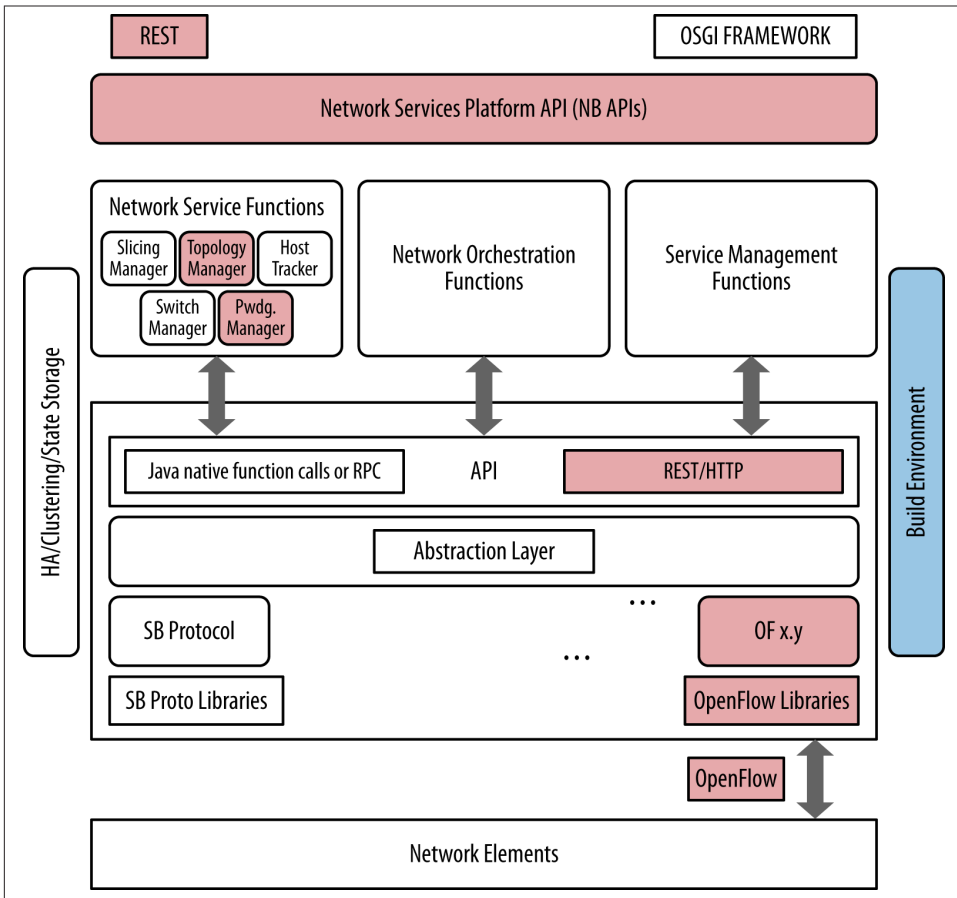 REST
OSGI FRAMEWORK
Network Services Platform API (NB APIs)
Network Service Functions
Slicing
Manager
Topology
Manager
Host
Tracker
Switch
Manager
Pwdg.
Manager
Network Orchestration
Functions
Service Management
Functions
HA/Clustering/State Storage
Build Environment
Java native function calls or RPC
API
REST/HTTP
Abstraction Layer
...
SB Protocol
...
OF x.y
SB Proto Libraries
OpenFlow Libraries
OpenFlow
Network Elements